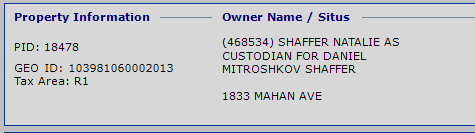 Property Information
Owner Name / Situs
PID: 18478
GEO ID: 103981060002013
Tax Area: R1
(468534) SHAFFER NATALIE AS
CUSTODIAN FOR DANIEL
MITROSHKOV SHAFFER
1833 MAHAN AVE